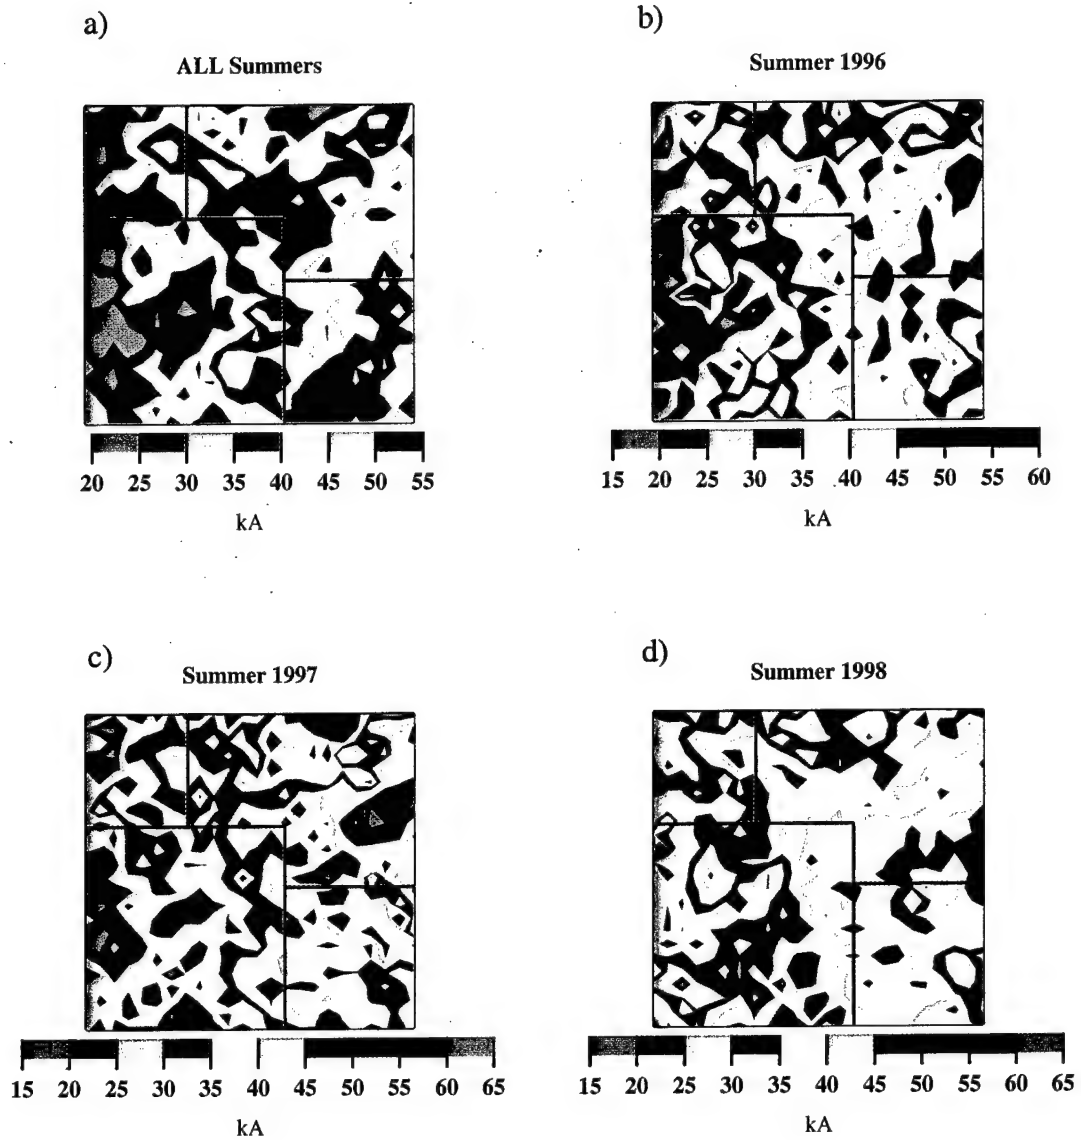 a)
ALL Summers
20 25 30 35 40 45 50 55
kA
b)
Summer 1996
15 20 25 30 35 40 45 50 55 60
kA
c)
Summer 1997
15 20 25 30 35 40 45 50 55 60 65
kA
d)
Summer 1998
15 20 25 30 35 40 45 50 55 60 65
kA